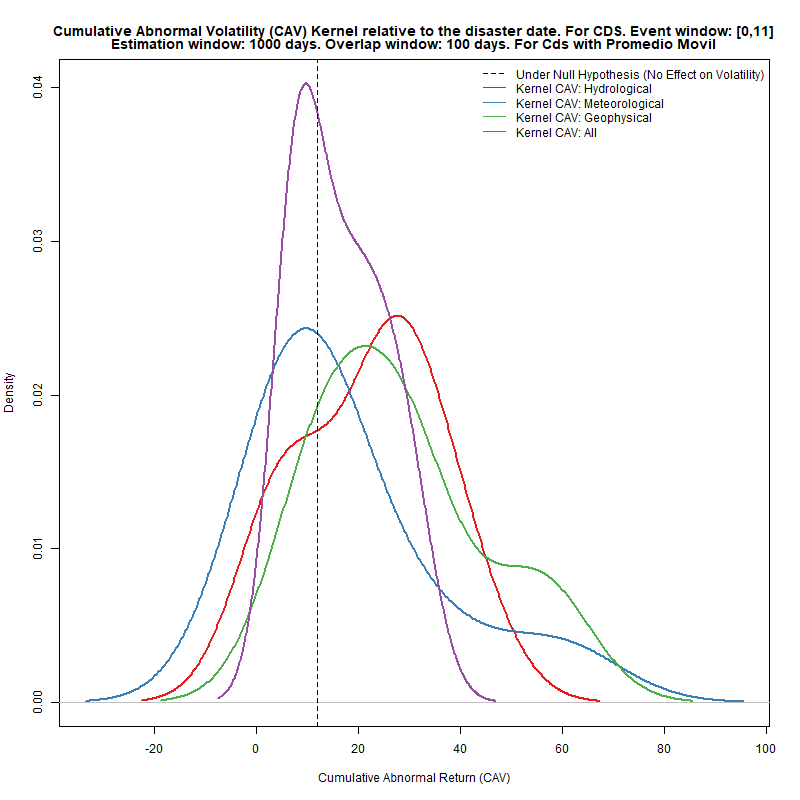 Cumulative Abnormal Volatility (CAV) Kernel relative to the disaster date. For CDS. Event window: [0,11]
Estimation window: 1000 days. Overlap window: 100 days. For Cds with Promedio Movil
Under Null Hypothesis (No Effect on Volatility)
Kernel CAV: Hydrological
Kernel CAV: Meteorological
Kernel CAV: Geophysical
Kernel CAV: All
Density
0.04
0.03
0.02
0.01
0.00
-20 0 20 40 60 80 100
Cumulative Abnormal Return (CAV)